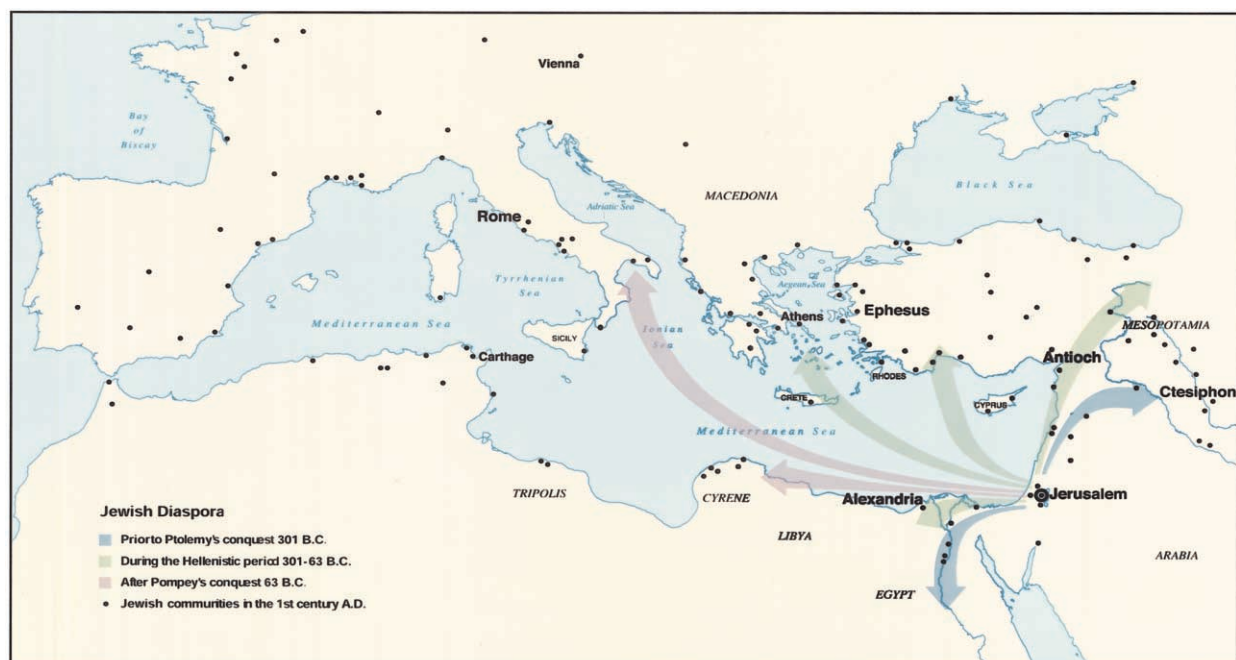 Vienna
Bay
of
Biscay
Black Sea
MACEDONIA
Adriatic Sea
Rome
Tyrrhenian
Sea
Aegean Sea
Ephesus
Athens
Mediterranean Sea
Ionian
Sea
SICILY
Carthage
MESOPOTAMIA
Antioch
RHODES
Ctesiphon
CRETE
CYPRUS
Mediterranean Sea
TRIPOLIS
CYRENE
Alexandria
Jerusalem
LIBYA
ARABIA
EGYPT
Jewish Diaspora
Priorto Ptolemy's conquest 301 B.C.
During the Hellenistic period 301-63 B.C.
After Pompey's conquest 63 B.C.
Jewish communities in the 1st century A.D.